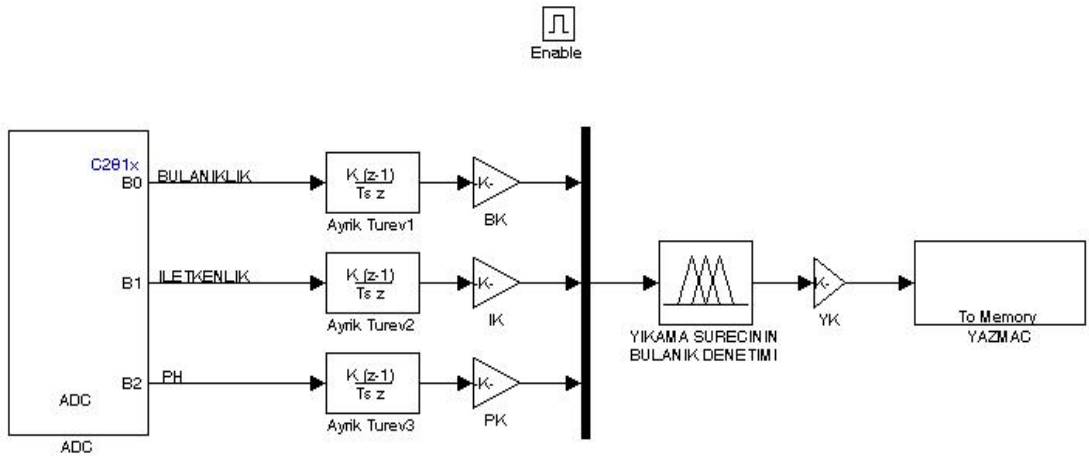 Enable
C281x
B0
BULANIKLIK
K (z-1)
Ts z
Ayrik Turev1
-K-
BK
B1
ILETKENLIK
K (z-1)
Ts z
Ayrik Turev2
-K-
IK
B2
PH
K (z-1)
Ts z
Ayrik Turev3
-K-
PK
ADC
ADC
YIKAMA SURECININ
BULANIK DENETIMI
K-
YK
To Memory
YAZMAC